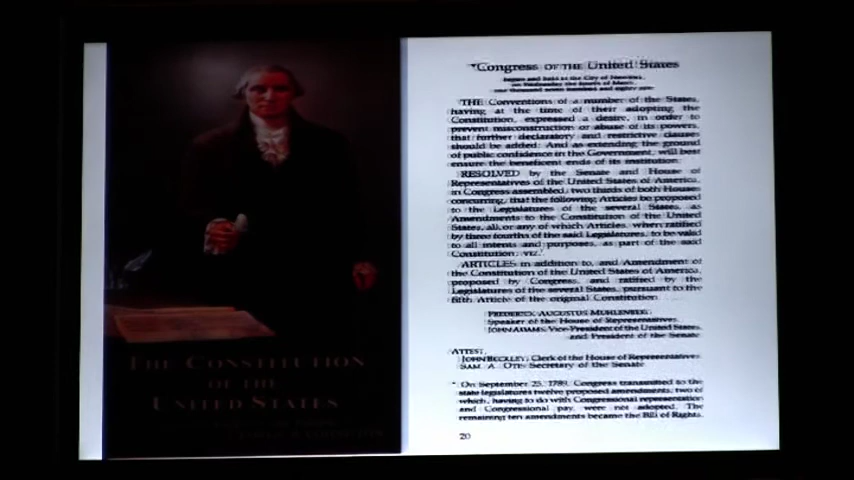 THE CONSTITUTION
OF THE
UNITED STATES
*Congress OF THE United States
begun and held at the City of New-York,
on Wednesday the fourth of March,
one thousand seven hundred and eighty nine
THE Conventions of a number of the States,
having at the time of their adopting the
Constitution, expressed a desire, in order to
prevent misconstruction or abuse of its powers,
that further declaratory and restrictive clauses
should be added: And as extending the ground
of public confidence in the Government, will best
ensure the beneficent ends of its institution:
RESOLVED by the Senate and House of
Representatives of the United States of America,
in Congress assembled, two thirds of both Houses
concurring, that the following Articles be proposed
to the Legislatures of the several States, as
Amendments to the Constitution of the United
States, all, or any of which Articles, when ratified
by three fourths of the said Legislatures, to be valid
to all intents and purposes, as part of the said
Constitution; viz.
ARTICLES in addition to, and Amendment of
the Constitution of the United States of America,
proposed by Congress, and ratified by the
Legislatures of the several States, pursuant to the
fifth Article of the original Constitution.
FREDERICK AUGUSTUS MUHLENBERG
Speaker of the House of Representatives.
JOHN ADAMS, Vice-President of the United States,
and President of the Senate
ATTEST,
JOHN BECKLEY, Clerk of the House of Representatives.
SAM. A. OTIS Secretary of the Senate
* On September 25, 1789, Congress transmitted to the
state legislatures twelve proposed amendments, two of
which, having to do with Congressional representation
and Congressional pay, were not adopted. The
remaining ten amendments became the Bill of Rights.
20